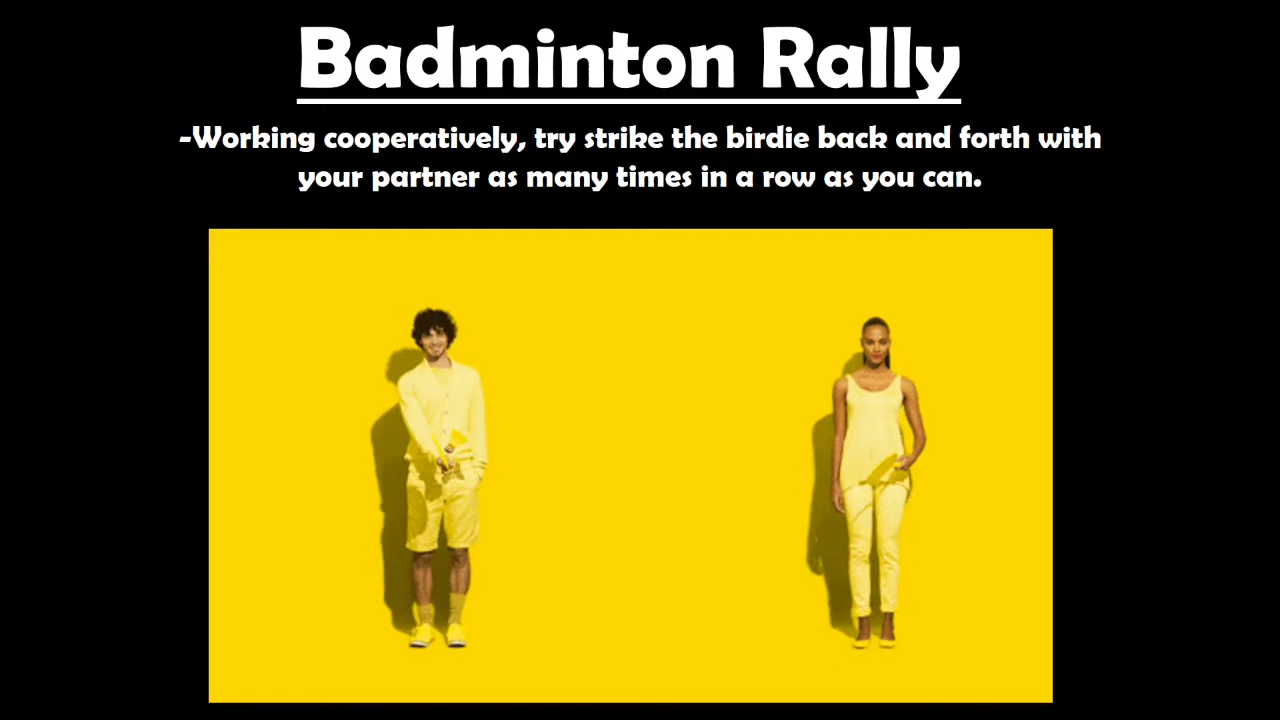 Badminton Rally
-Working cooperatively, try strike the birdie back and forth with
your partner as many times in a row as you can.